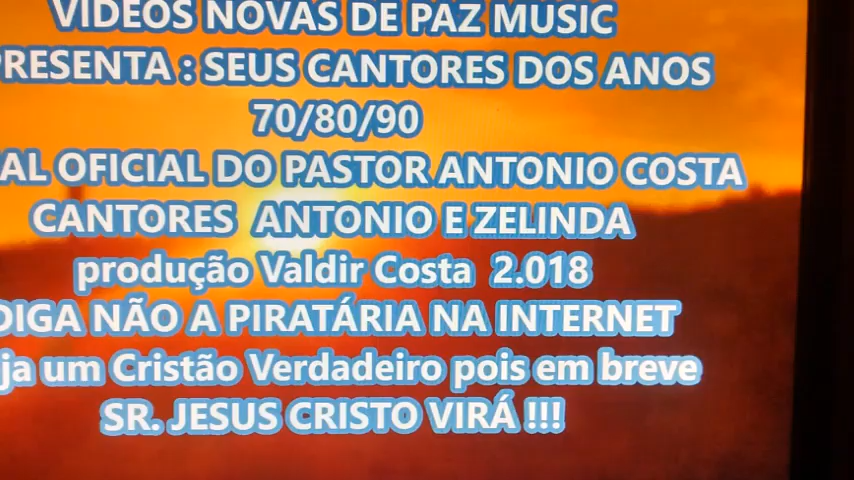 VIDEOS NOVAS DE PAZ MUSIC
RESENTA : SEUS CANTORES DOS ANOS
70/80/90
AL OFICIAL DO PASTOR ANTONIO COSTA
CANTORES ANTONIO E ZELINDA
produção Valdir Costa 2.018
DIGA NÃO A PIRATÁRIA NA INTERNET
ja um Cristão Verdadeiro pois em breve
SR. JESUS CRISTO VIRÁ !!!